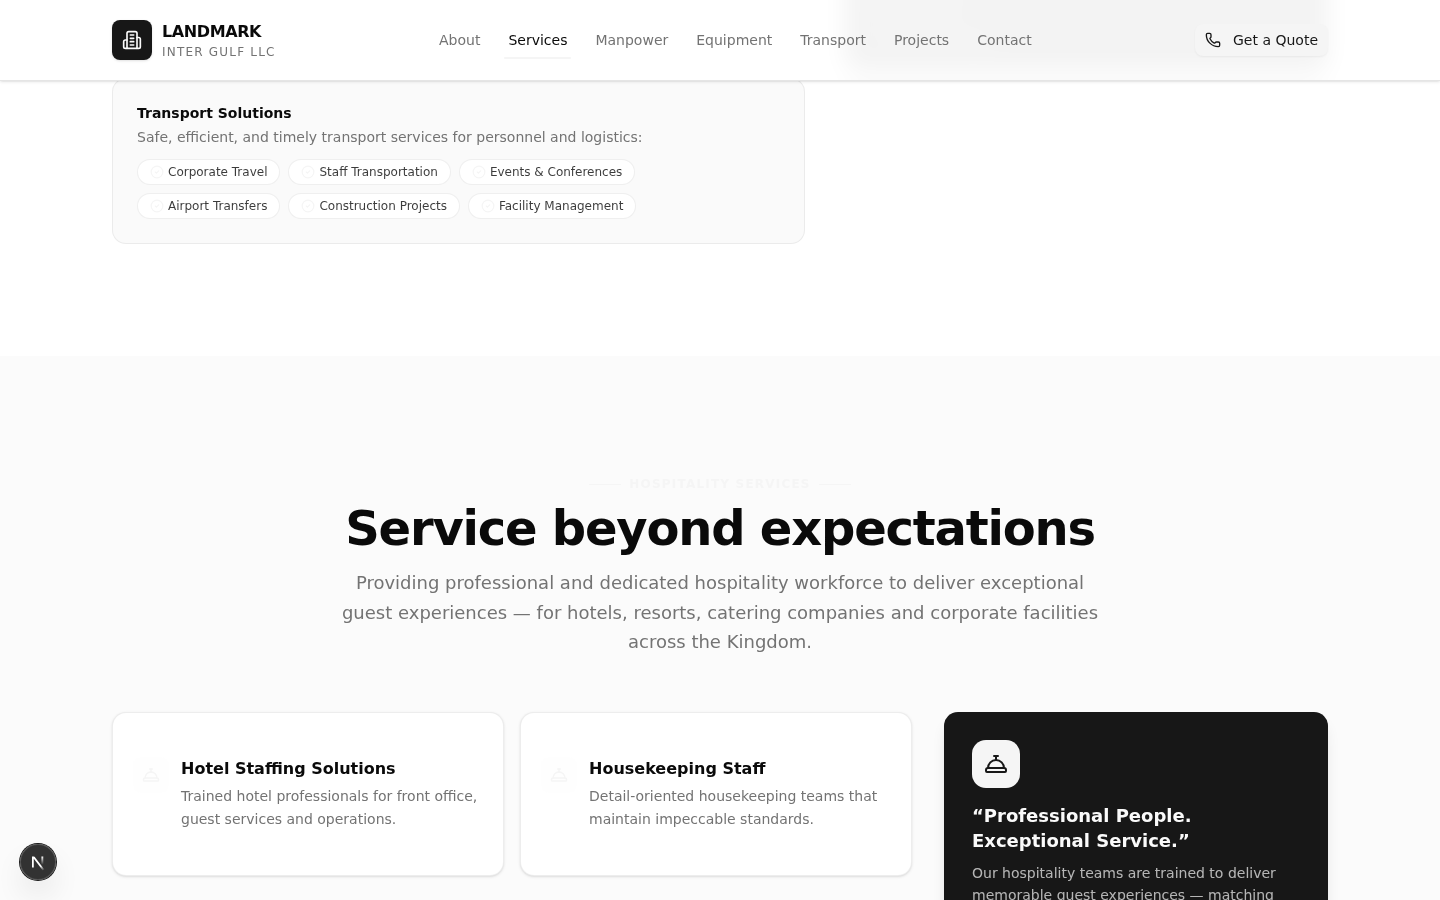 LANDMARK
INTER GULF LLC
About
Services
Manpower
Equipment
Transport
Projects
Contact
Get a Quote
Transport Solutions
Safe, efficient, and timely transport services for personnel and logistics:
Corporate Travel
Staff Transportation
Events & Conferences
Airport Transfers
Construction Projects
Facility Management
HOSPITALITY SERVICES
Service beyond expectations
Providing professional and dedicated hospitality workforce to deliver exceptional
guest experiences — for hotels, resorts, catering companies and corporate facilities
across the Kingdom.
Hotel Staffing Solutions
Trained hotel professionals for front office,
guest services and operations.
Housekeeping Staff
Detail-oriented housekeeping teams that
maintain impeccable standards.
“Professional People.
Exceptional Service.”
Our hospitality teams are trained to deliver
memorable guest experiences — matching
N